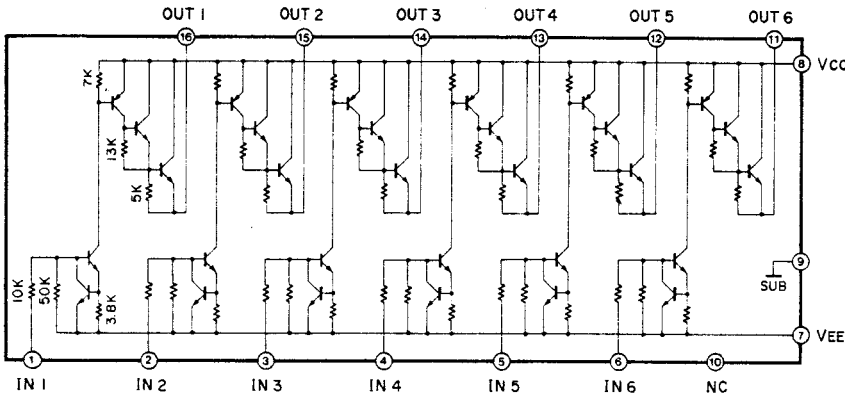 OUT 1 OUT 2 OUT 3 OUT 4 OUT 5 OUT 6
16 15 14 13 12 11
8 VCC
7K
13K
5K
9
SUB
10K
50K
3.8K
7 VEE
1 2 3 4 5 6 10
IN 1 IN 2 IN 3 IN 4 IN 5 IN 6 NC